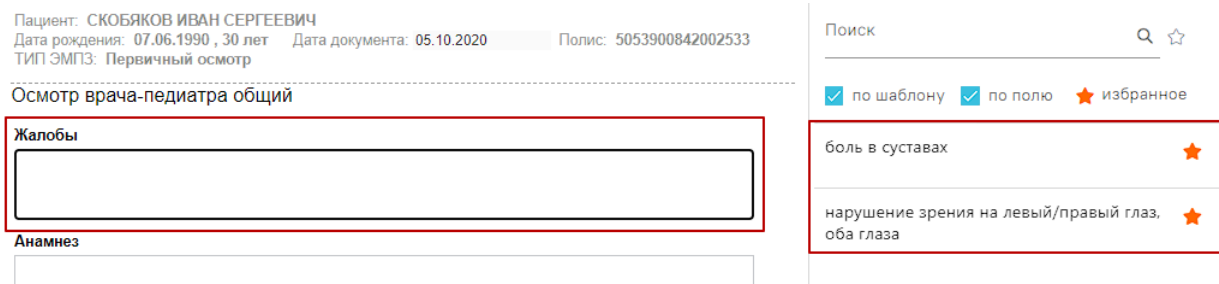 Пациент: СКОБЯКОВ ИВАН СЕРГЕЕВИЧ
Дата рождения: 07.06.1990 , 30 лет Дата документа: 05.10.2020 Полис: 5053900842002533
ТИП ЭМПЗ: Первичный осмотр
Осмотр врача-педиатра общий
Жалобы
Анамнез
Поиск
по шаблону по полю избранное
боль в суставах
нарушение зрения на левый/правый глаз,
оба глаза